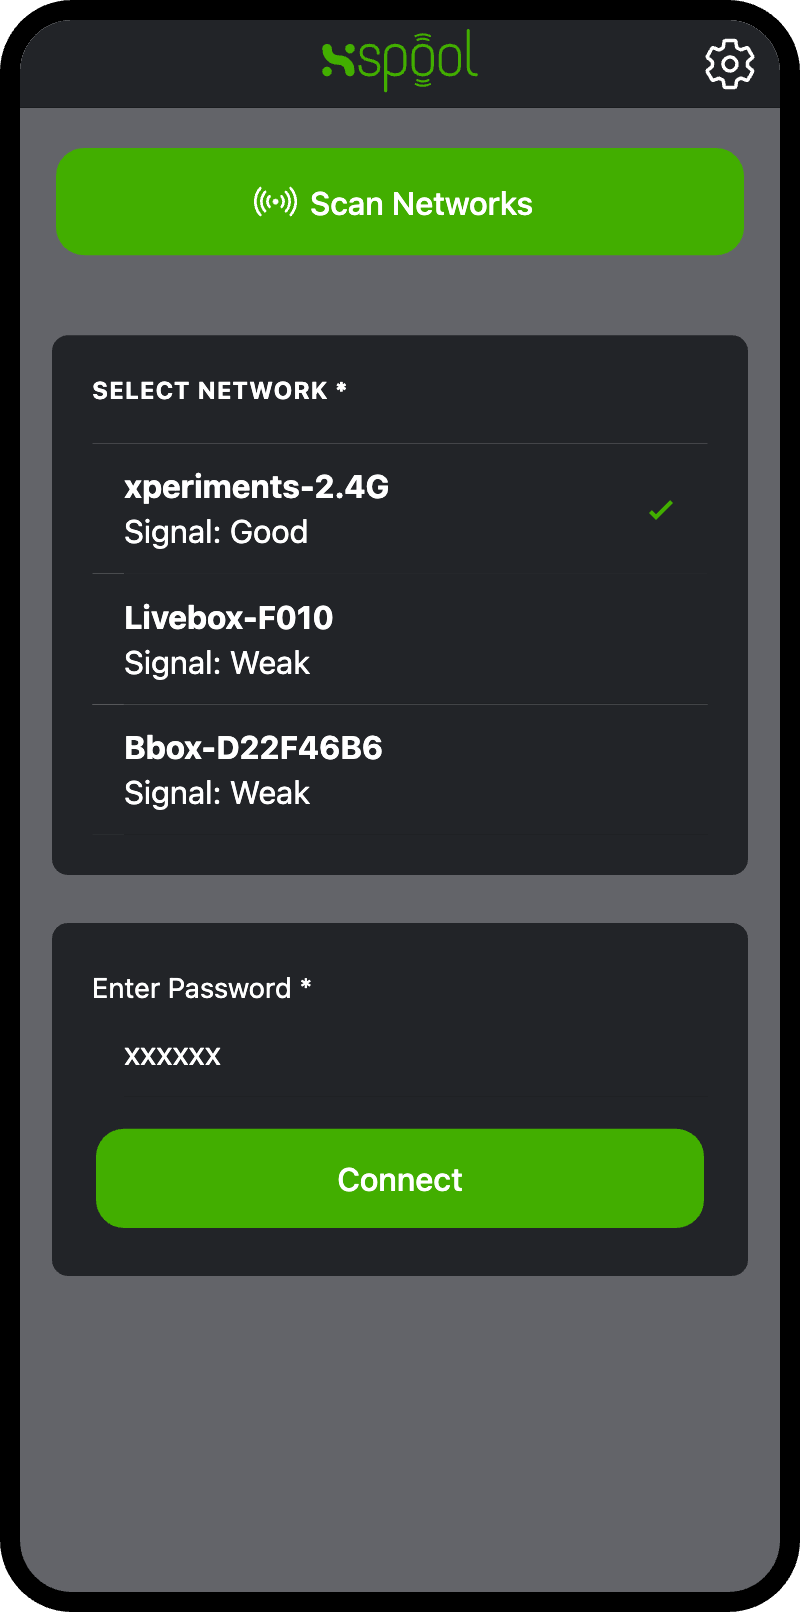 xspool
Scan Networks
SELECT NETWORK *
xperiments-2.4G
Signal: Good
Livebox-F010
Signal: Weak
Bbox-D22F46B6
Signal: Weak
Enter Password *
xxxxxx
Connect